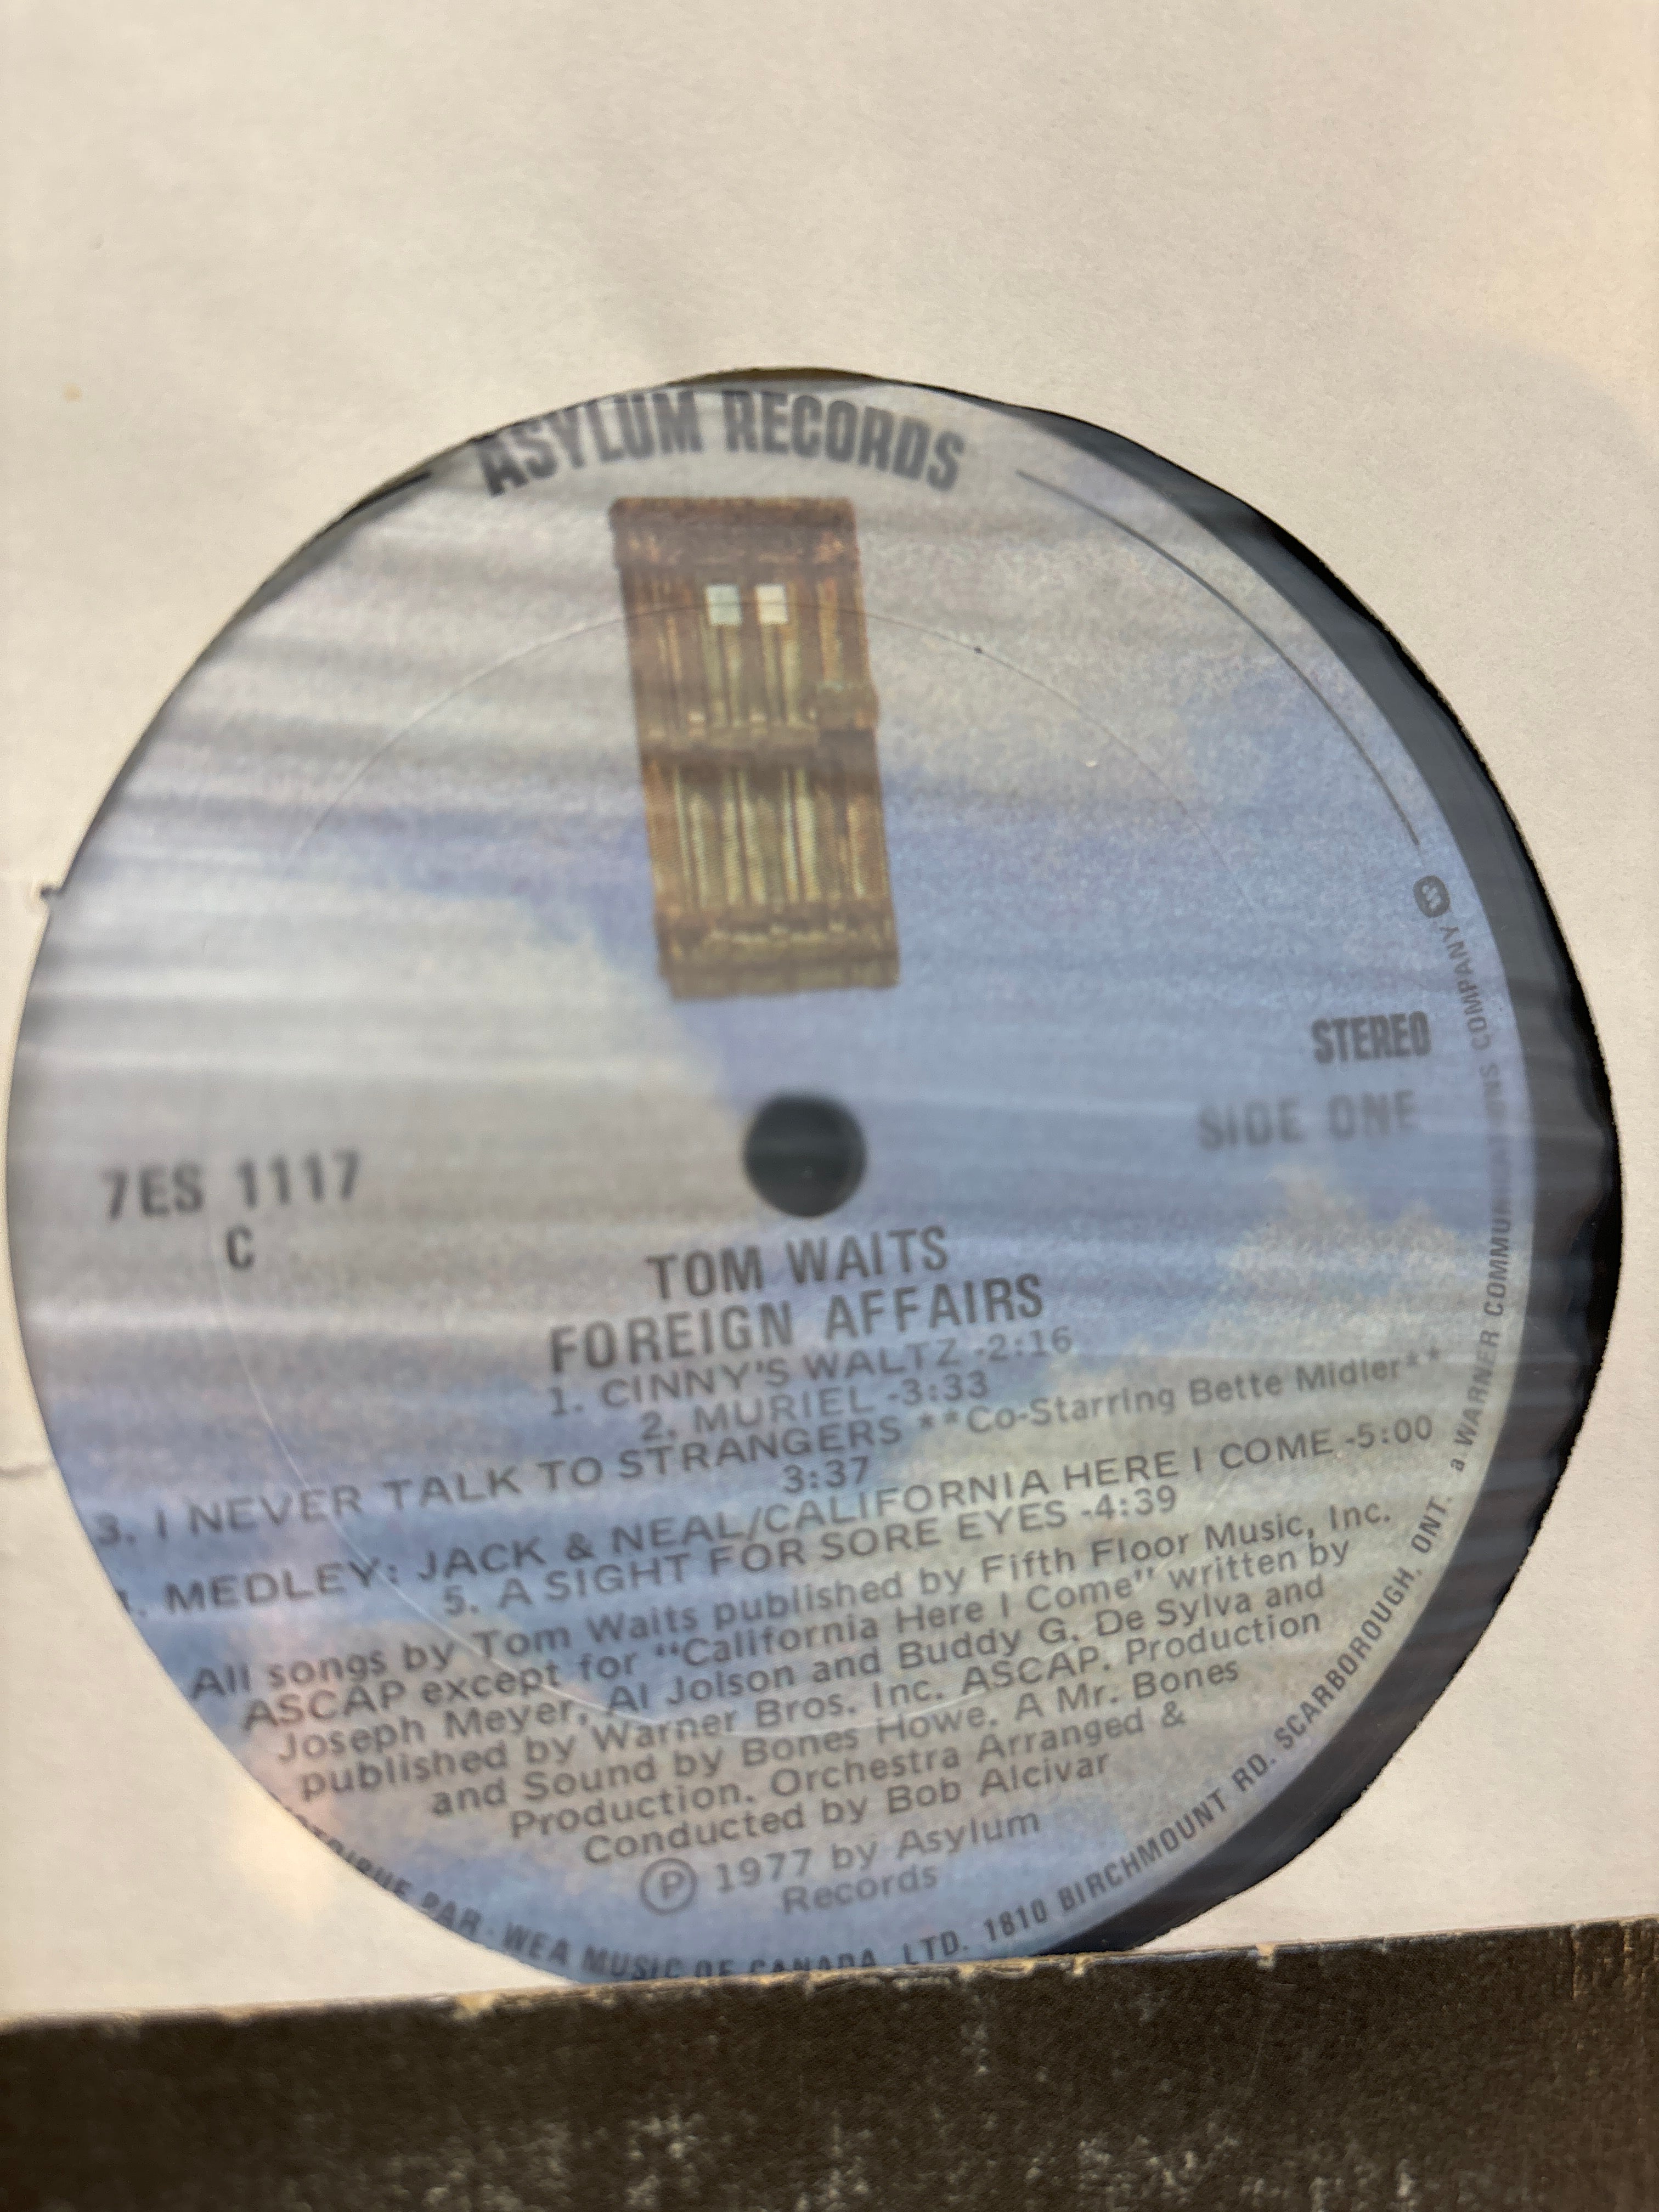 ASYLUM RECORDS
STEREO
SIDE ONE
7ES 1117
C
TOM WAITS
FOREIGN AFFAIRS
1. CINNY'S WALTZ -2:16
2. MURIEL -3:33
3. I NEVER TALK TO STRANGERS **Co-Starring Bette Midler**
3:37
. MEDLEY: JACK & NEAL/CALIFORNIA HERE I COME -5:00
5. A SIGHT FOR SORE EYES -4:39
All songs by Tom Waits published by Fifth Floor Music, Inc.
ASCAP except for "California Here I Come" written by
Joseph Meyer, Al Jolson and Buddy G. De Sylva and
published by Warner Bros. Inc. ASCAP. Production
and Sound by Bones Howe. A Mr. Bones
Production. Orchestra Arranged &
Conducted by Bob Alcivar
Ⓟ 1977 by Asylum
Records
PAR · WEA MUSIC OF CANADA, LTD. 1810 BIRCHMOUNT RD. SCARBOROUGH, ONT. a WARNER COMMUNICATIONS COMPANY